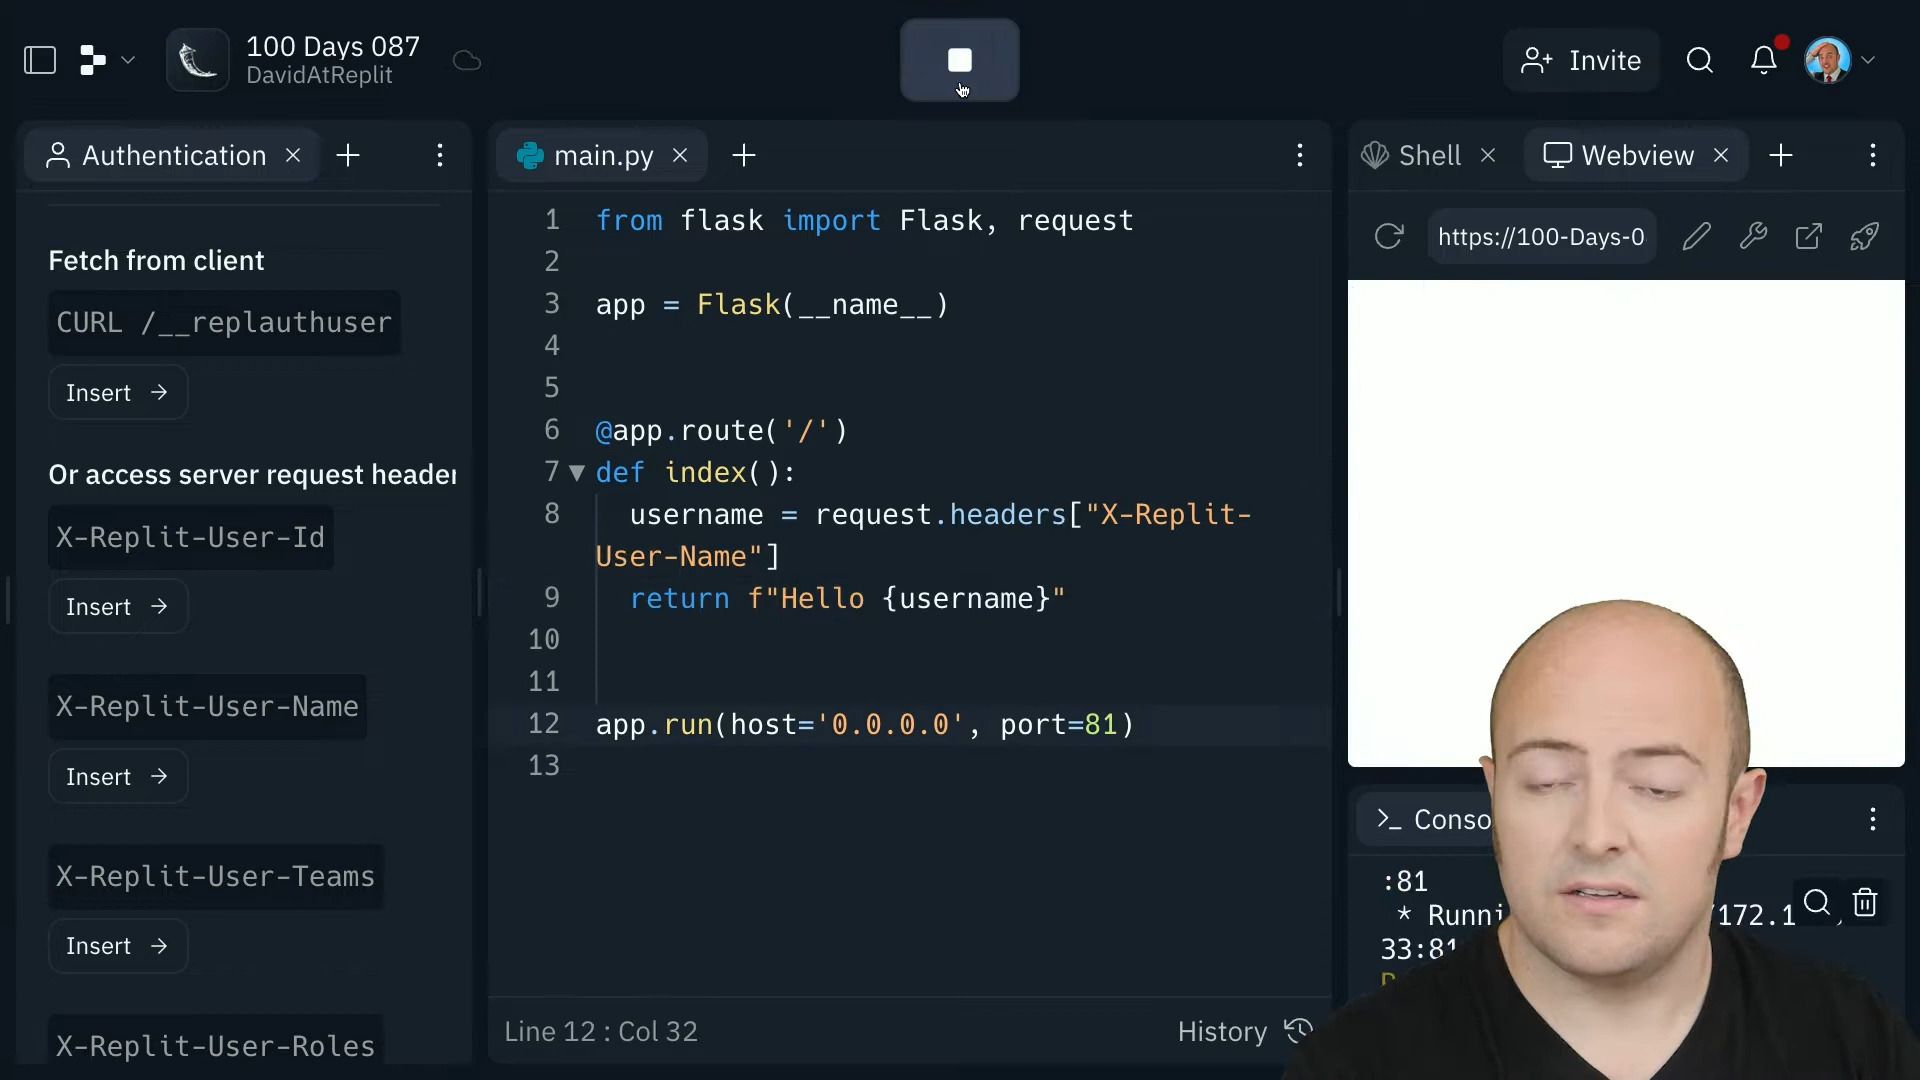 100 Days 087
DavidAtReplit
Invite
Authentication
Fetch from client
CURL /__replauthuser
Insert →
Or access server request header
X-Replit-User-Id
Insert →
X-Replit-User-Name
Insert →
X-Replit-User-Teams
Insert →
X-Replit-User-Roles
main.py
1 from flask import Flask, request
2
3 app = Flask(__name__)
4
5
6 @app.route('/')
7 def index():
8 username = request.headers["X-Replit-
User-Name"]
9 return f"Hello {username}"
10
11
12 app.run(host='0.0.0.0', port=81)
13
Line 12 : Col 32
History
Shell
Webview
https://100-Days-0
>_ Conso
:81
* Runni
172.1
33:81